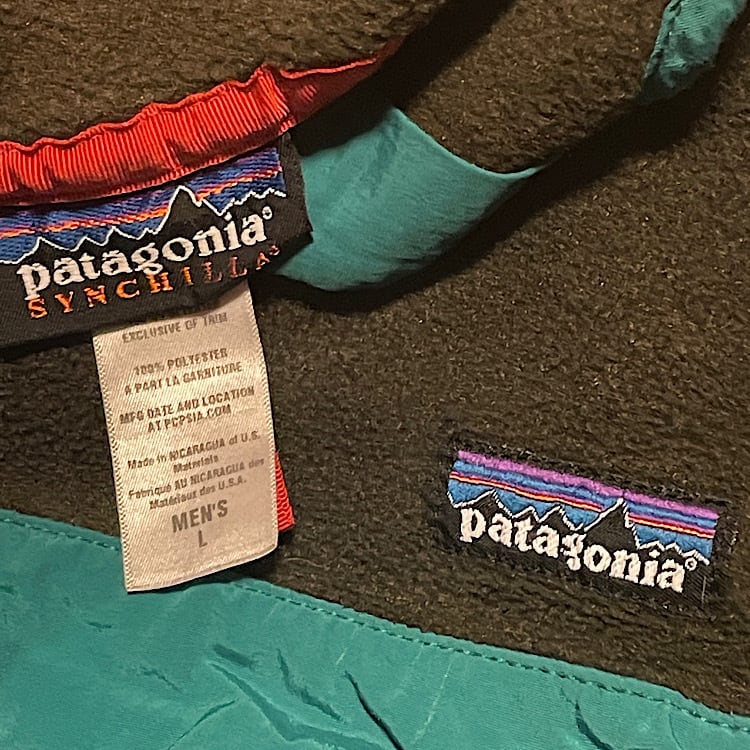 patagonia®
SYNCHILLA®
EXCLUSIVE OF TRIM
100% POLYESTER
A PART LA GARNITURE
MFG DATE AND LOCATION
AT PCPSIA.COM
Made in NICARAGUA of U.S.
Materials
Fabriqué AU NICARAGUA des
Matériaux des U.S.A.
MEN'S
L
patagonia®